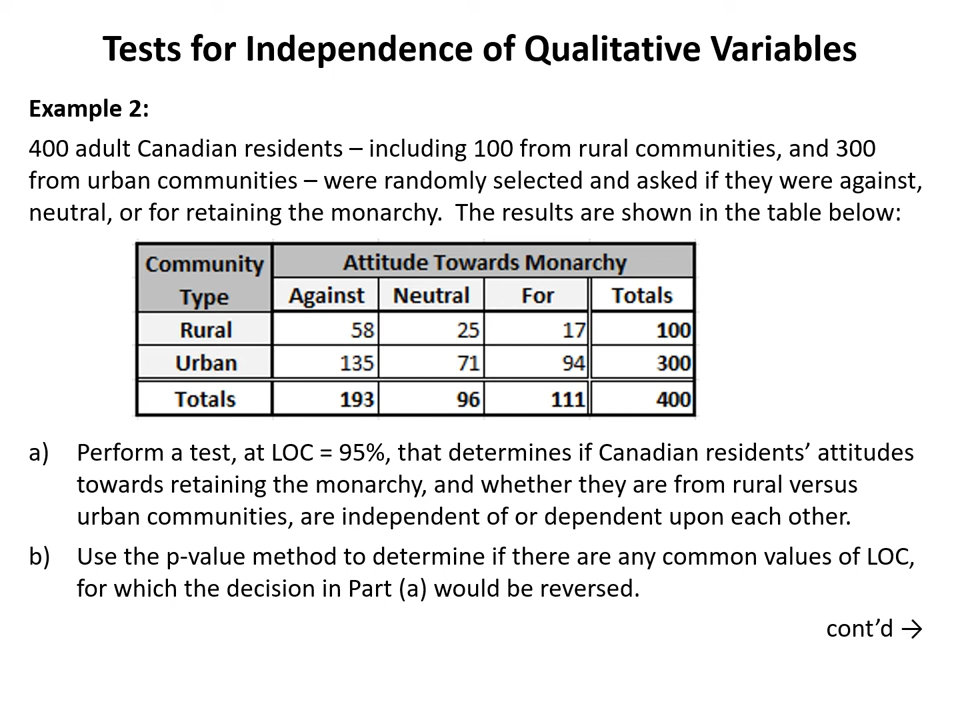 Tests for Independence of Qualitative Variables
Example 2:
400 adult Canadian residents – including 100 from rural communities, and 300
from urban communities – were randomly selected and asked if they were against,
neutral, or for retaining the monarchy.  The results are shown in the table below:
Community Type Attitude Towards Monarchy
Against Neutral For Totals
Rural 58 25 17 100
Urban 135 71 94 300
Totals 193 96 111 400
a) Perform a test, at LOC = 95%, that determines if Canadian residents’ attitudes
towards retaining the monarchy, and whether they are from rural versus
urban communities, are independent of or dependent upon each other.
b) Use the p-value method to determine if there are any common values of LOC,
for which the decision in Part (a) would be reversed.
cont’d →